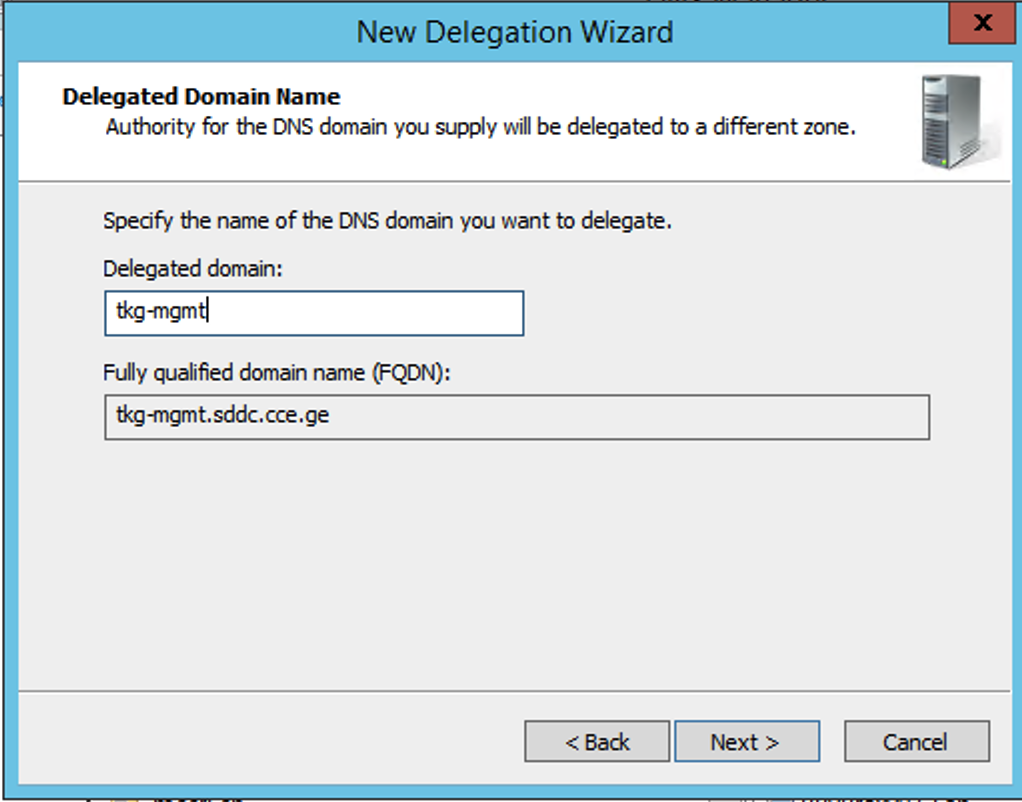 New Delegation Wizard
x
Delegated Domain Name
Authority for the DNS domain you supply will be delegated to a different zone.
Specify the name of the DNS domain you want to delegate.
Delegated domain:
tkg-mgmt
Fully qualified domain name (FQDN):
tkg-mgmt.sddc.cce.ge
< Back
Next >
Cancel